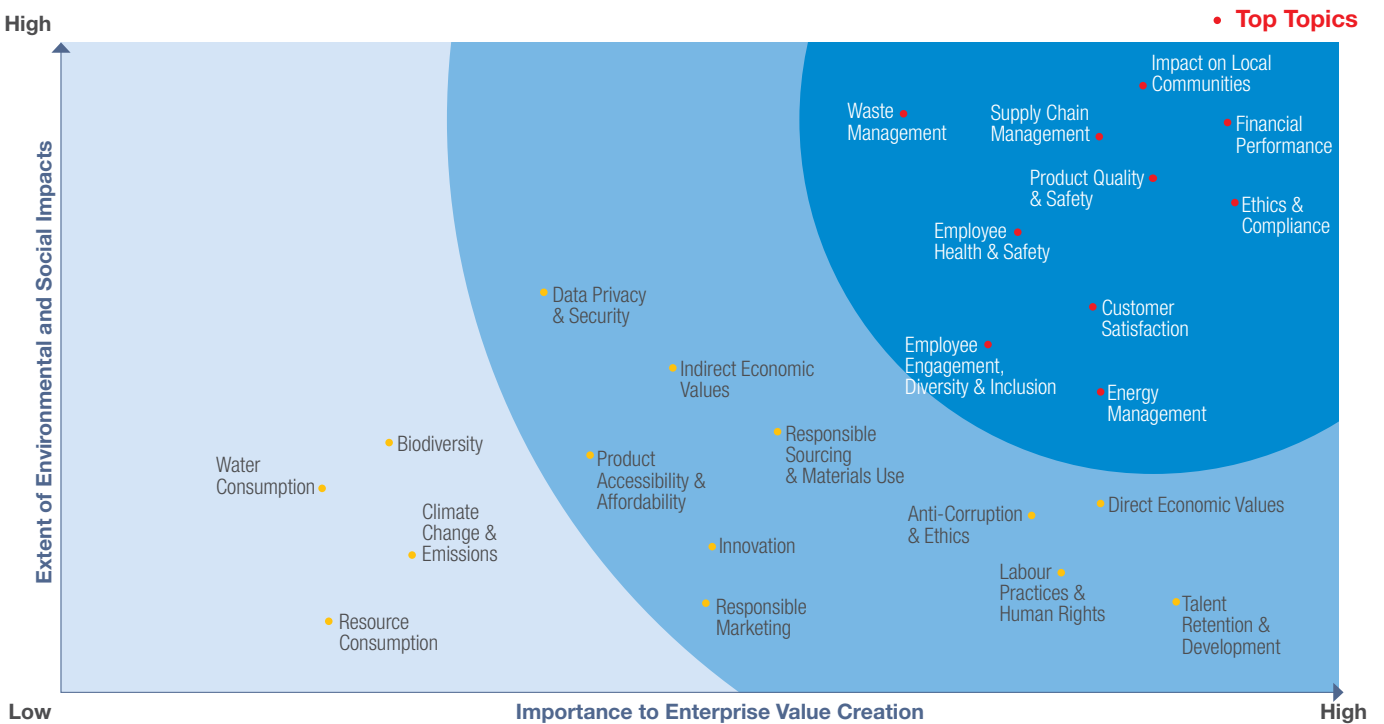 High
• Top Topics
Impact on Local
Communities
Waste
Management
Supply Chain
Management
Financial
Performance
Product Quality
& Safety
Ethics &
Compliance
Employee
Health & Safety
Data Privacy
& Security
Customer
Satisfaction
Employee
Engagement,
Diversity & Inclusion
Indirect Economic
Values
Energy
Management
Biodiversity
Responsible
Sourcing
& Materials Use
Water
Consumption
Product
Accessibility &
Affordability
Climate
Change &
Emissions
Direct Economic Values
Anti-Corruption
& Ethics
Innovation
Labour
Practices &
Human Rights
Responsible
Marketing
Talent
Retention &
Development
Resource
Consumption
Extent of Environmental and Social Impacts
Low
Importance to Enterprise Value Creation
High